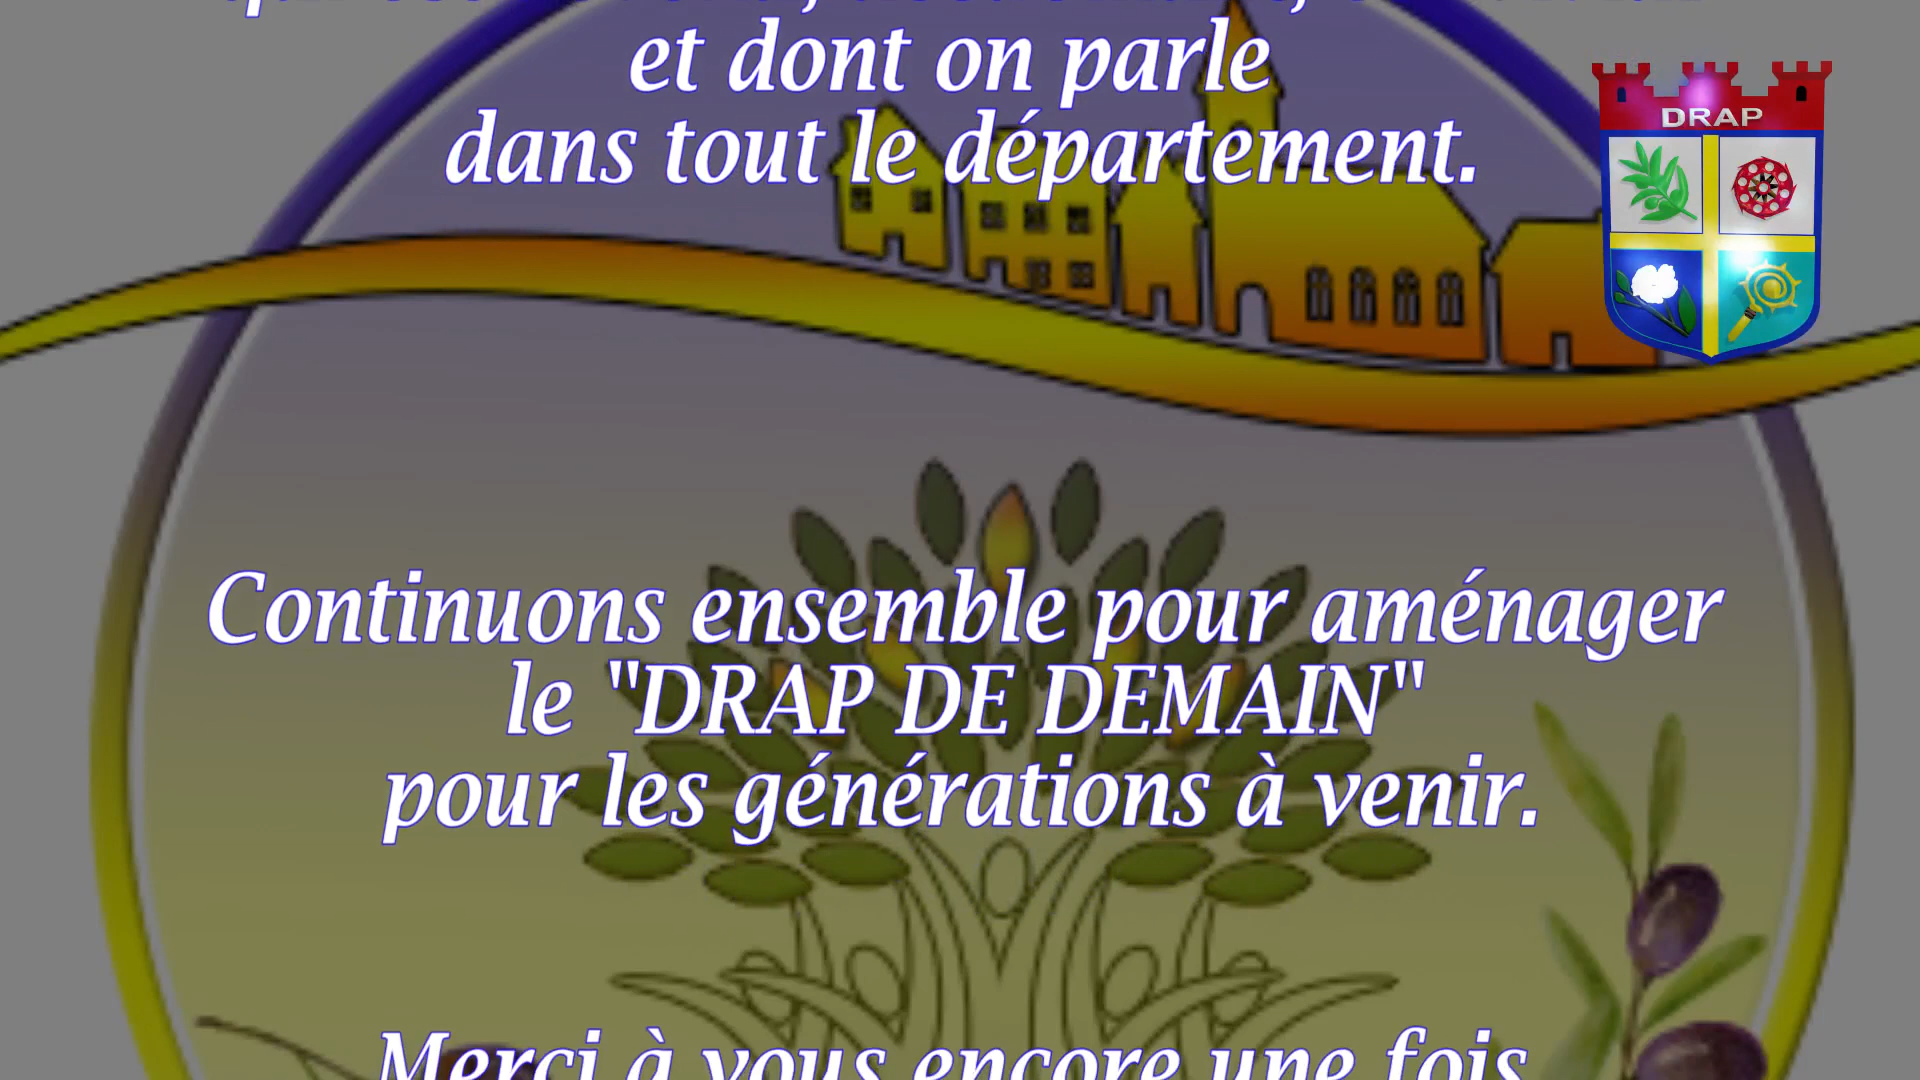 et dont on parle
dans tout le département.
DRAP
Continuons ensemble pour aménager
le "DRAP DE DEMAIN"
pour les générations à venir.
Merci à vous encore une fois